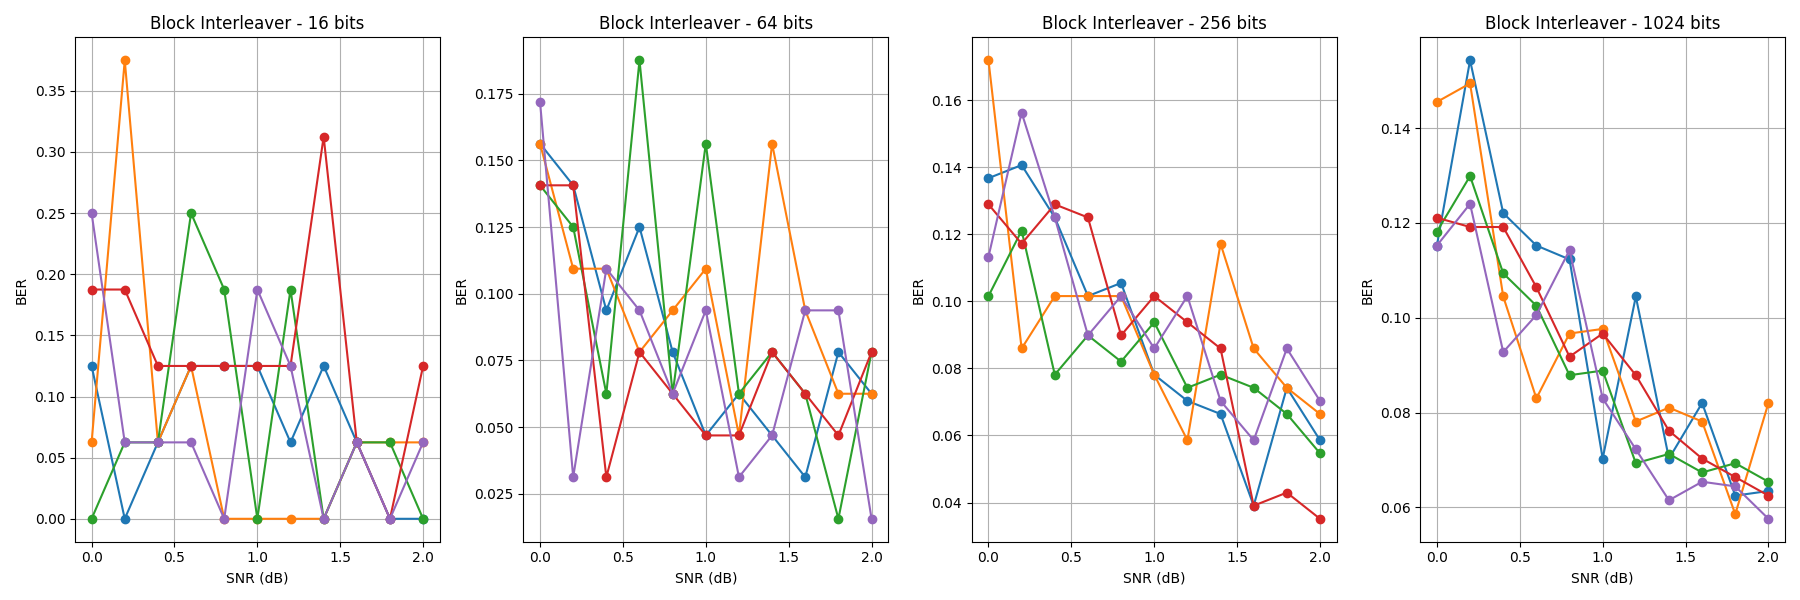 Block Interleaver - 16 bits
BER
0.35
0.30
0.25
0.20
0.15
0.10
0.05
0.00
0.0 0.5 1.0 1.5 2.0
SNR (dB)
Block Interleaver - 64 bits
BER
0.175
0.150
0.125
0.100
0.075
0.050
0.025
0.0 0.5 1.0 1.5 2.0
SNR (dB)
Block Interleaver - 256 bits
BER
0.16
0.14
0.12
0.10
0.08
0.06
0.04
0.0 0.5 1.0 1.5 2.0
SNR (dB)
Block Interleaver - 1024 bits
BER
0.14
0.12
0.10
0.08
0.06
0.0 0.5 1.0 1.5 2.0
SNR (dB)